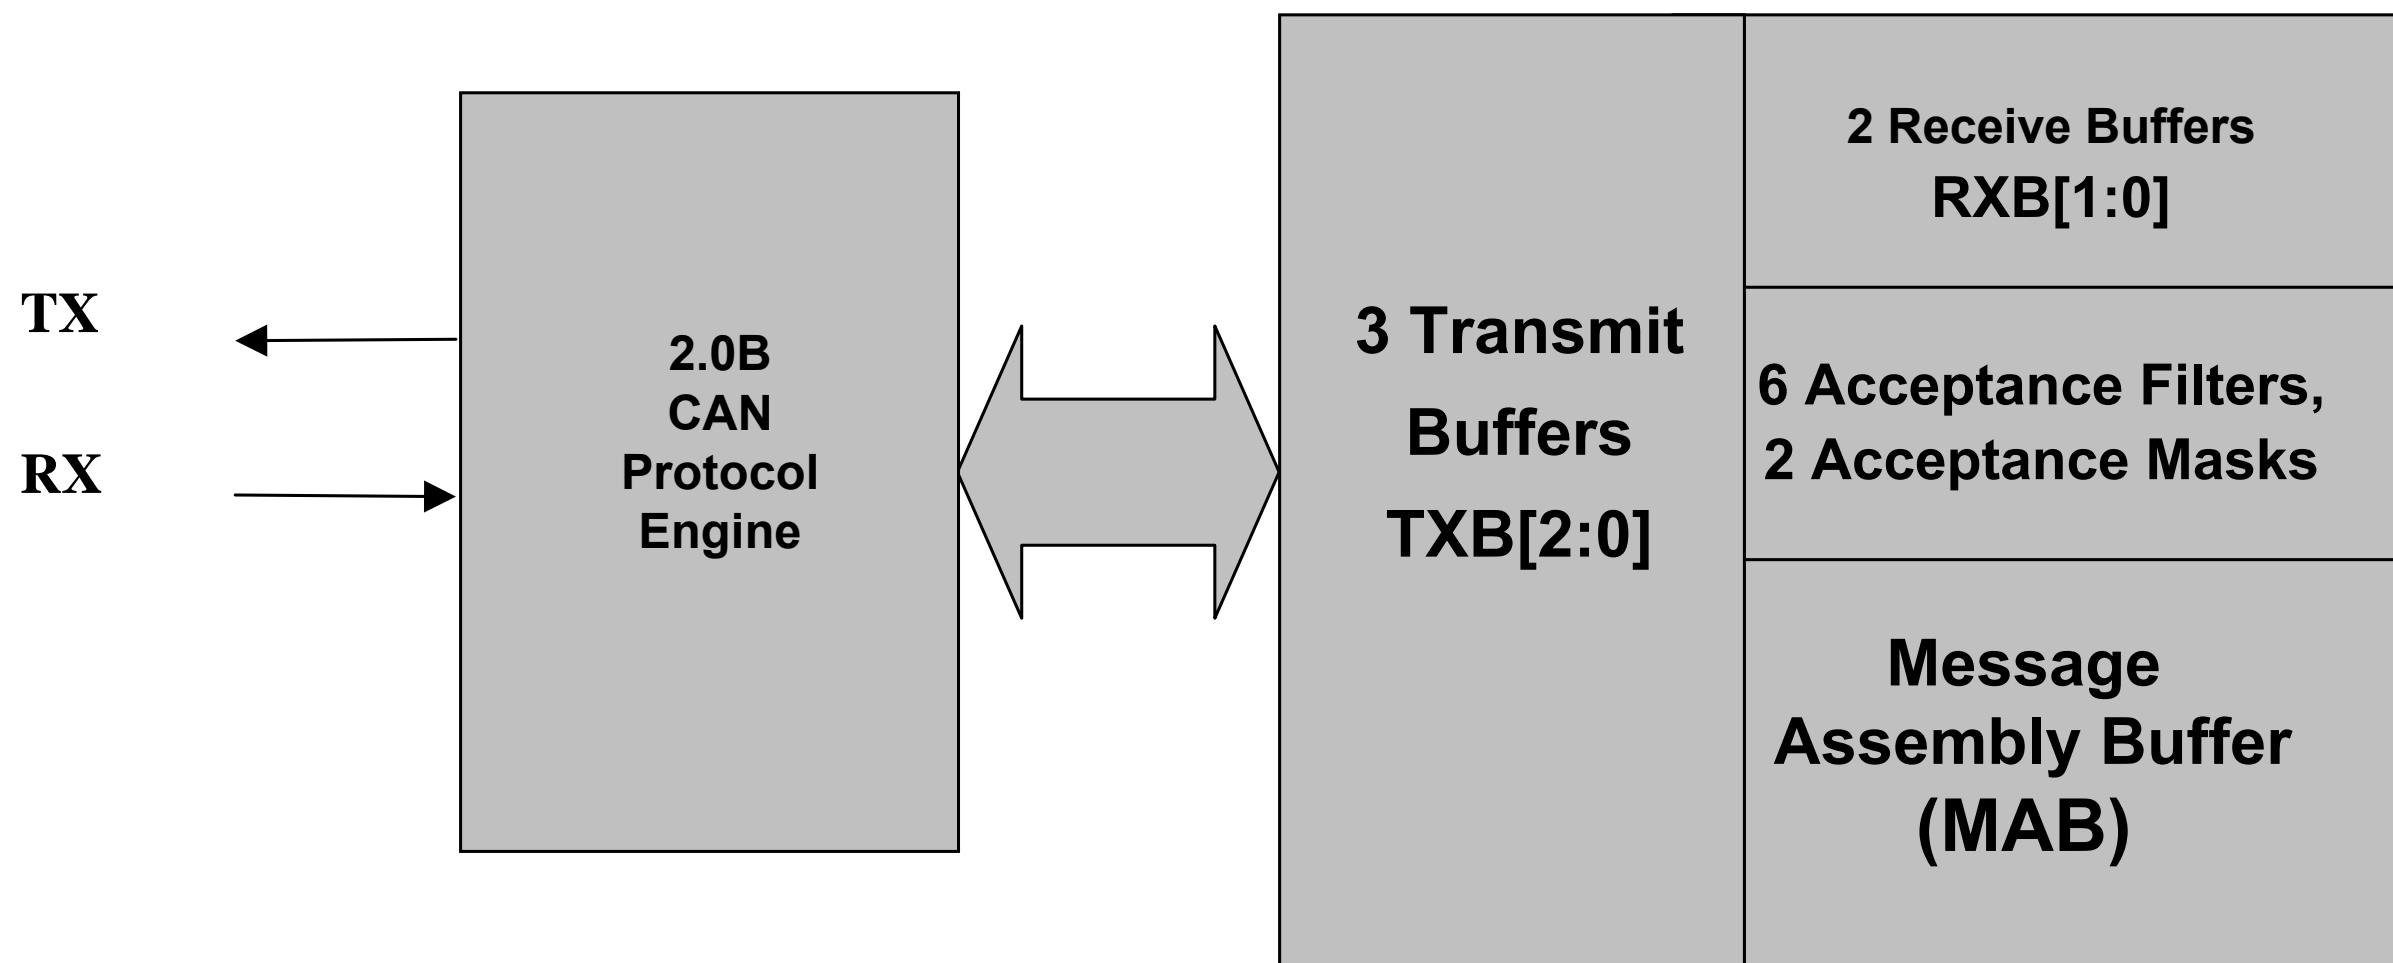 TX
RX
2.0B
CAN
Protocol
Engine
3 Transmit
Buffers
TXB[2:0]
2 Receive Buffers
RXB[1:0]
6 Acceptance Filters,
2 Acceptance Masks
Message
Assembly Buffer
(MAB)